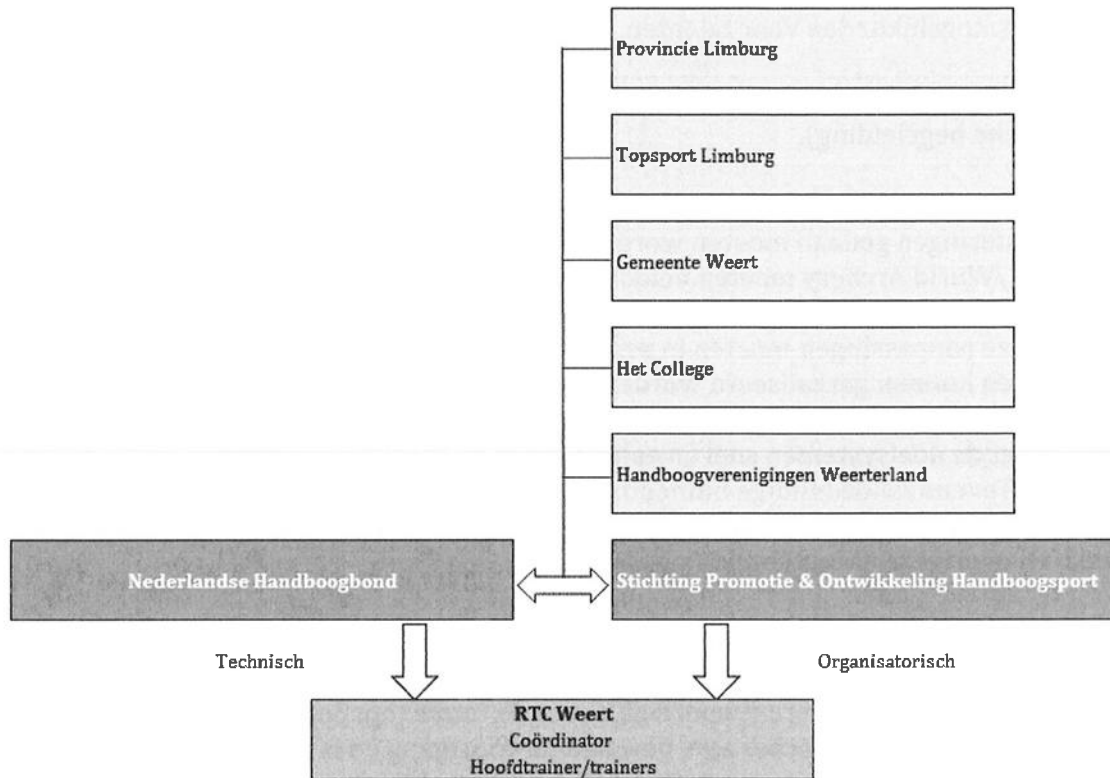 Provincie Limburg
Topsport Limburg
Gemeente Weert
Het College
Handboogverenigingen Weerterland
Nederlandse Handboogbond
Stichting Promotie & Ontwikkeling Handboogsport
Technisch
Organisatorisch
RTC Weert
Coördinator
Hoofdtrainer/trainers